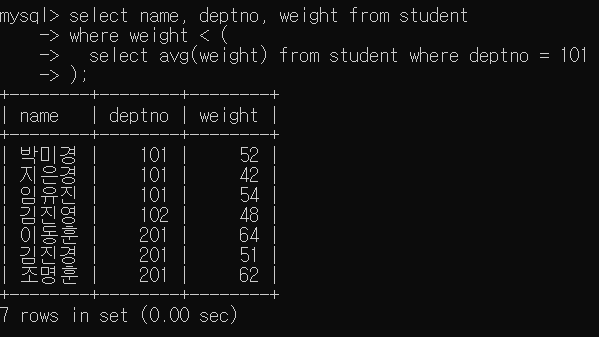 mysql> select name, deptno, weight from student
    -> where weight < (
    ->   select avg(weight) from student where deptno = 101
    -> );
+--------+--------+--------+
| name   | deptno | weight |
+--------+--------+--------+
| 박미경 |    101 |     52 |
| 지은경 |    101 |     42 |
| 임유진 |    101 |     54 |
| 김진영 |    102 |     48 |
| 이동훈 |    201 |     64 |
| 김진경 |    201 |     51 |
| 조명훈 |    201 |     62 |
+--------+--------+--------+
7 rows in set (0.00 sec)